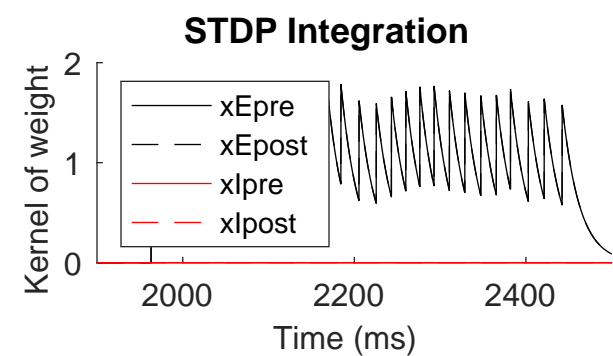 STDP Integration
Kernel of weight
2
1
0
xEpre
xEpost
xIpre
xIpost
2000
2200
2400
Time (ms)